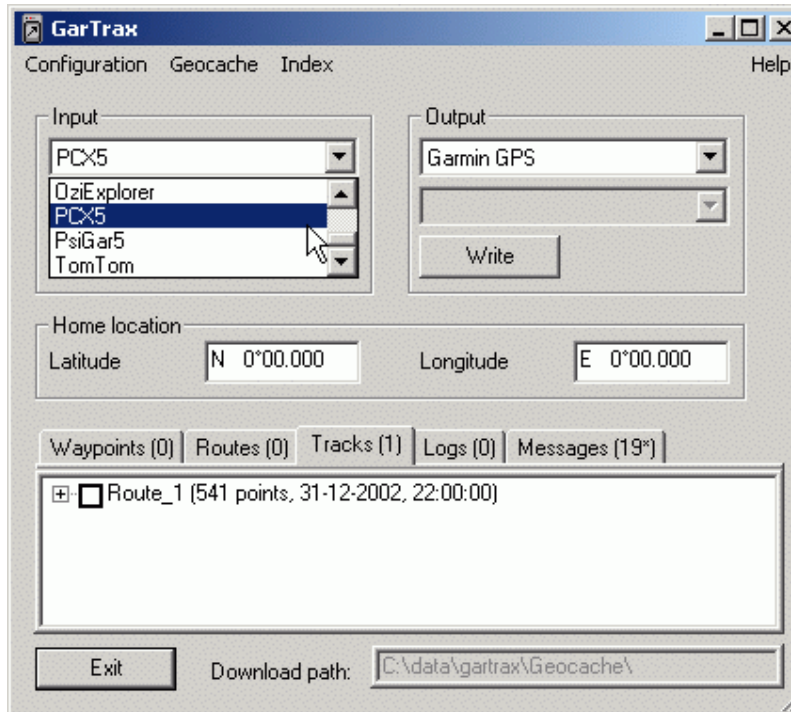 GarTrax
Configuration Geocache Index Help
Input
PCX5
OziExplorer
PCX5
PsiGar5
TomTom
Output
Garmin GPS
Write
Home location
Latitude N 0°00.000 Longitude E 0°00.000
Waypoints (0) Routes (0) Tracks (1) Logs (0) Messages (19*)
Route_1 (541 points, 31-12-2002, 22:00:00)
Exit Download path: C:\data\gartrax\Geocache\